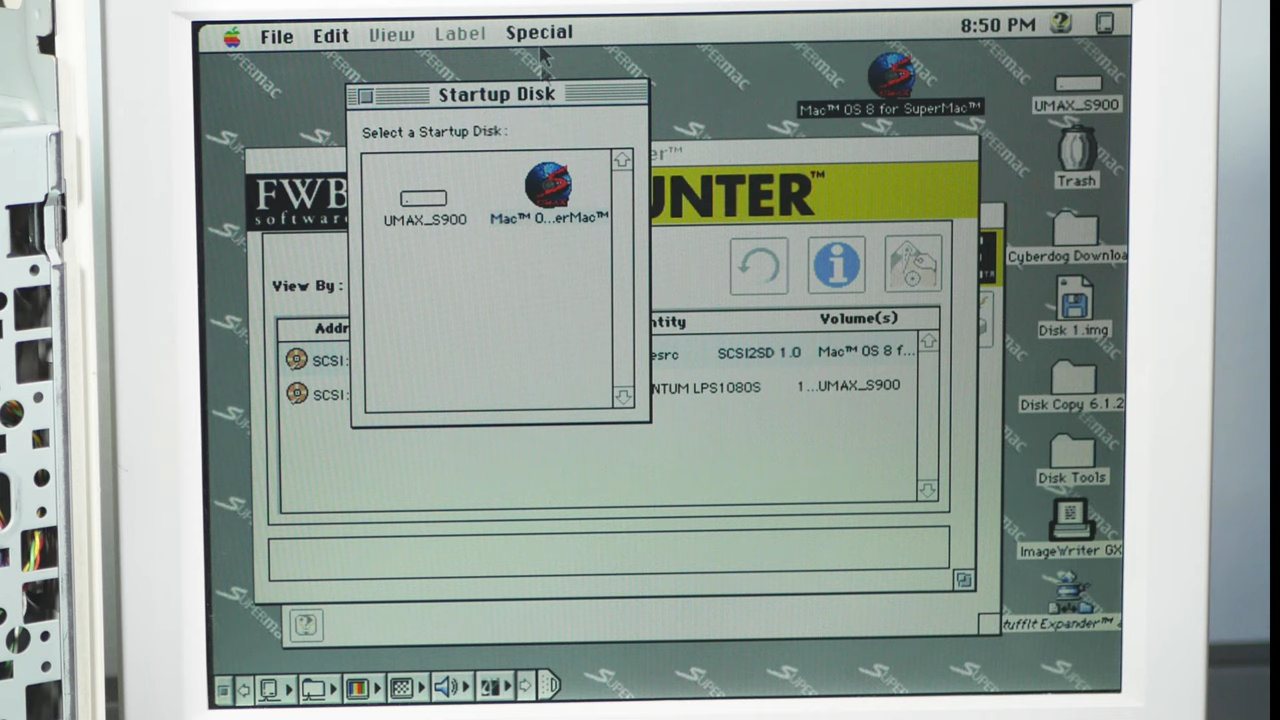 File Edit View Label Special
8:50 PM
Startup Disk
Select a Startup Disk:
UMAX_S900
Mac™ O...erMac™
Mac™ OS 8 for SuperMac™
UMAX_S900
Trash
Cyberdog Downloa
Disk 1.img
Disk Copy 6.1.2
Disk Tools
ImageWriter GX
tuffIt Expander™
er™
FWB
software
UNTER™
View By:
Addr
ntity
Volume(s)
SCSI:
esrc
SCSI2SD 1.0
Mac™ OS 8 f...
SCSI:
NTUM LPS1080S
1...UMAX_S900
SUPERmac